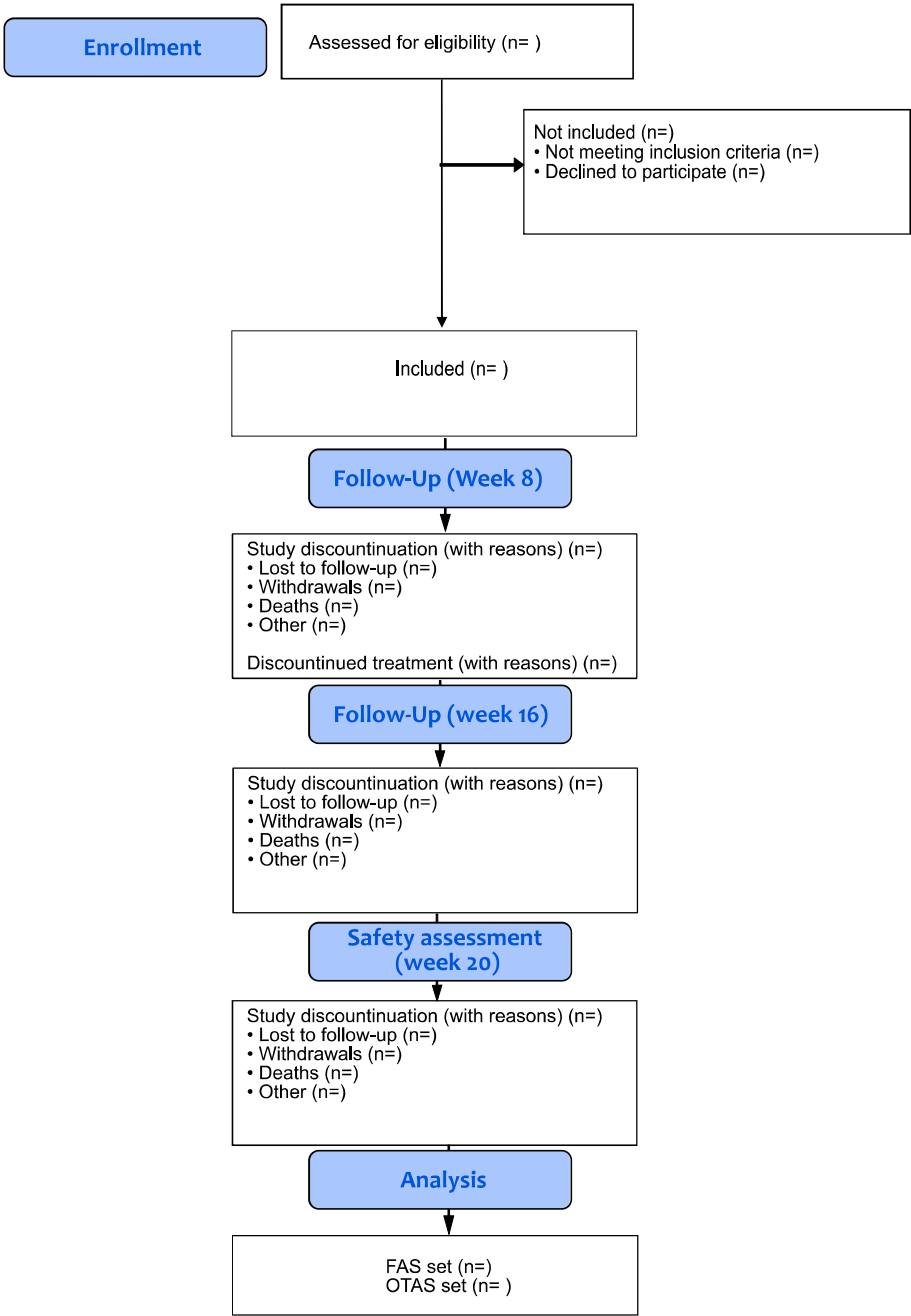 Enrollment
Assessed for eligibility (n= )
Not included (n=)
• Not meeting inclusion criteria (n=)
• Declined to participate (n=)
Included (n= )
Follow-Up (Week 8)
Study discountinuation (with reasons) (n=)
• Lost to follow-up (n=)
• Withdrawals (n=)
• Deaths (n=)
• Other (n=)
Discountinued treatment (with reasons) (n=)
Follow-Up (week 16)
Study discountinuation (with reasons) (n=)
• Lost to follow-up (n=)
• Withdrawals (n=)
• Deaths (n=)
• Other (n=)
Safety assessment
(week 20)
Study discountinuation (with reasons) (n=)
• Lost to follow-up (n=)
• Withdrawals (n=)
• Deaths (n=)
• Other (n=)
Analysis
FAS set (n=)
OTAS set (n= )